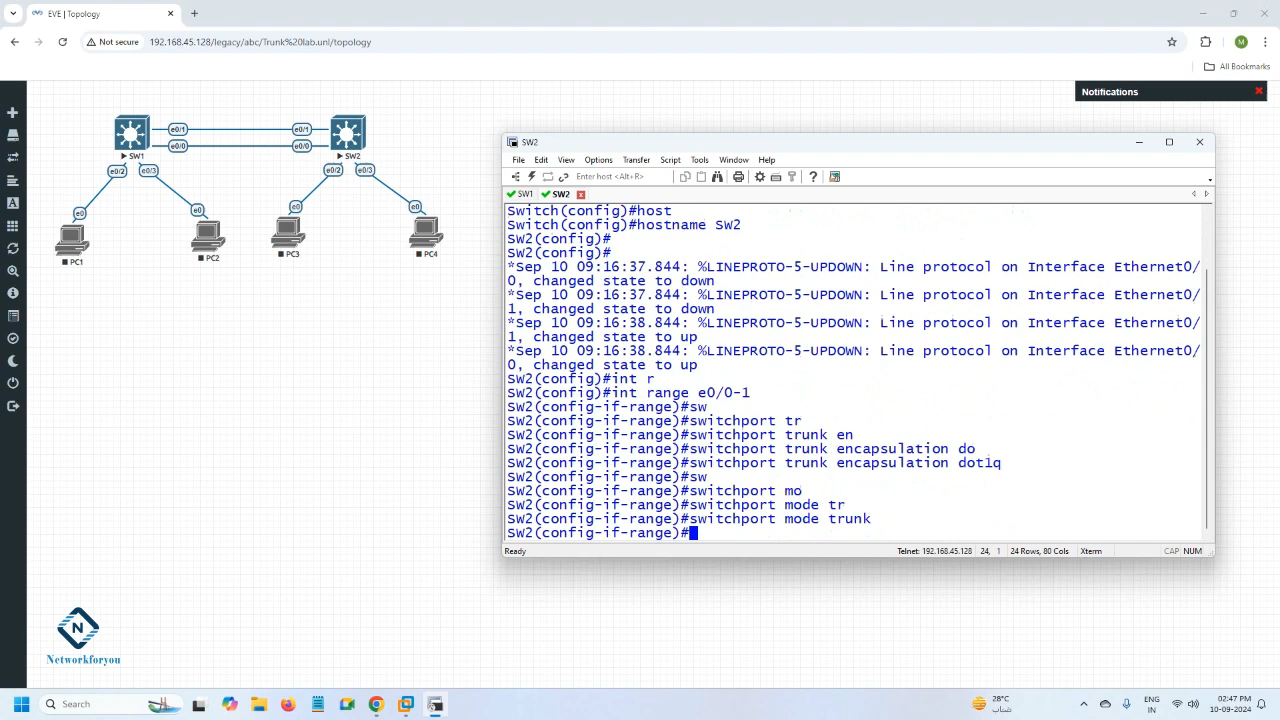 EVE | Topology
Not secure
192.168.45.128/legacy/abc/Trunk%20lab.unl/topology
M
All Bookmarks
Notifications
e0/1
e0/1
e0/0
e0/0
SW1
SW2
e0/2
e0/3
e0/2
e0/3
e0
e0
e0
e0
PC1
PC2
PC3
PC4
SW2
File Edit View Options Transfer Script Tools Window Help
Enter host <Alt+R>
SW1
SW2
Switch(config)#host
Switch(config)#hostname SW2
SW2(config)#
SW2(config)#
*Sep 10 09:16:37.844: %LINEPROTO-5-UPDOWN: Line protocol on Interface Ethernet0/
0, changed state to down
*Sep 10 09:16:37.844: %LINEPROTO-5-UPDOWN: Line protocol on Interface Ethernet0/
1, changed state to down
*Sep 10 09:16:38.844: %LINEPROTO-5-UPDOWN: Line protocol on Interface Ethernet0/
1, changed state to up
*Sep 10 09:16:38.844: %LINEPROTO-5-UPDOWN: Line protocol on Interface Ethernet0/
0, changed state to up
SW2(config)#int r
SW2(config)#int range e0/0-1
SW2(config-if-range)#sw
SW2(config-if-range)#switchport tr
SW2(config-if-range)#switchport trunk en
SW2(config-if-range)#switchport trunk encapsulation do
SW2(config-if-range)#switchport trunk encapsulation dot1q
SW2(config-if-range)#sw
SW2(config-if-range)#switchport mo
SW2(config-if-range)#switchport mode tr
SW2(config-if-range)#switchport mode trunk
SW2(config-if-range)#
Ready
Telnet: 192.168.45.128
24, 1
24 Rows, 80 Cols
Xterm
CAP NUM
N
Networkforyou
Search
28°C
ضباب
ENG
IN
02:47 PM
10-09-2024